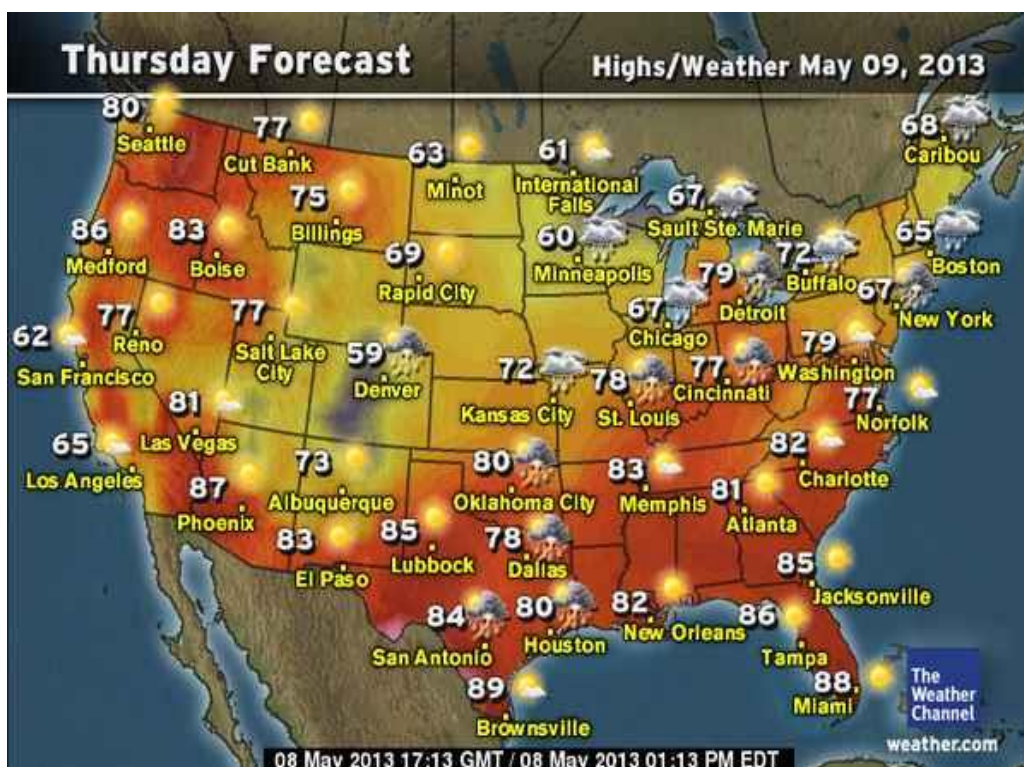 Thursday Forecast
Highs/Weather May 09, 2013
80
Seattle
77
Cut Bank
63
Minot
61
International
Falls
68
Caribou
75
Billings
67
Sault Ste. Marie
86
Medford
83
Boise
69
Rapid City
60
Minneapolis
72
Buffalo
65
Boston
79
Detroit
67
New York
62
San Francisco
77
Reno
77
Salt Lake
City
59
Denver
72
Kansas City
67
Chicago
78
St. Louis
77
Cincinnati
79
Washington
77
Norfolk
81
Las Vegas
65
Los Angeles
87
Phoenix
73
Albuquerque
80
Oklahoma City
83
Memphis
82
Charlotte
81
Atlanta
83
El Paso
85
Lubbock
78
Dallas
85
Jacksonville
84
San Antonio
80
Houston
82
New Orleans
86
Tampa
89
Brownsville
88
Miami
The
Weather
Channel
weather.com
08 May 2013 17:13 GMT / 08 May 2013 01:13 PM EDT